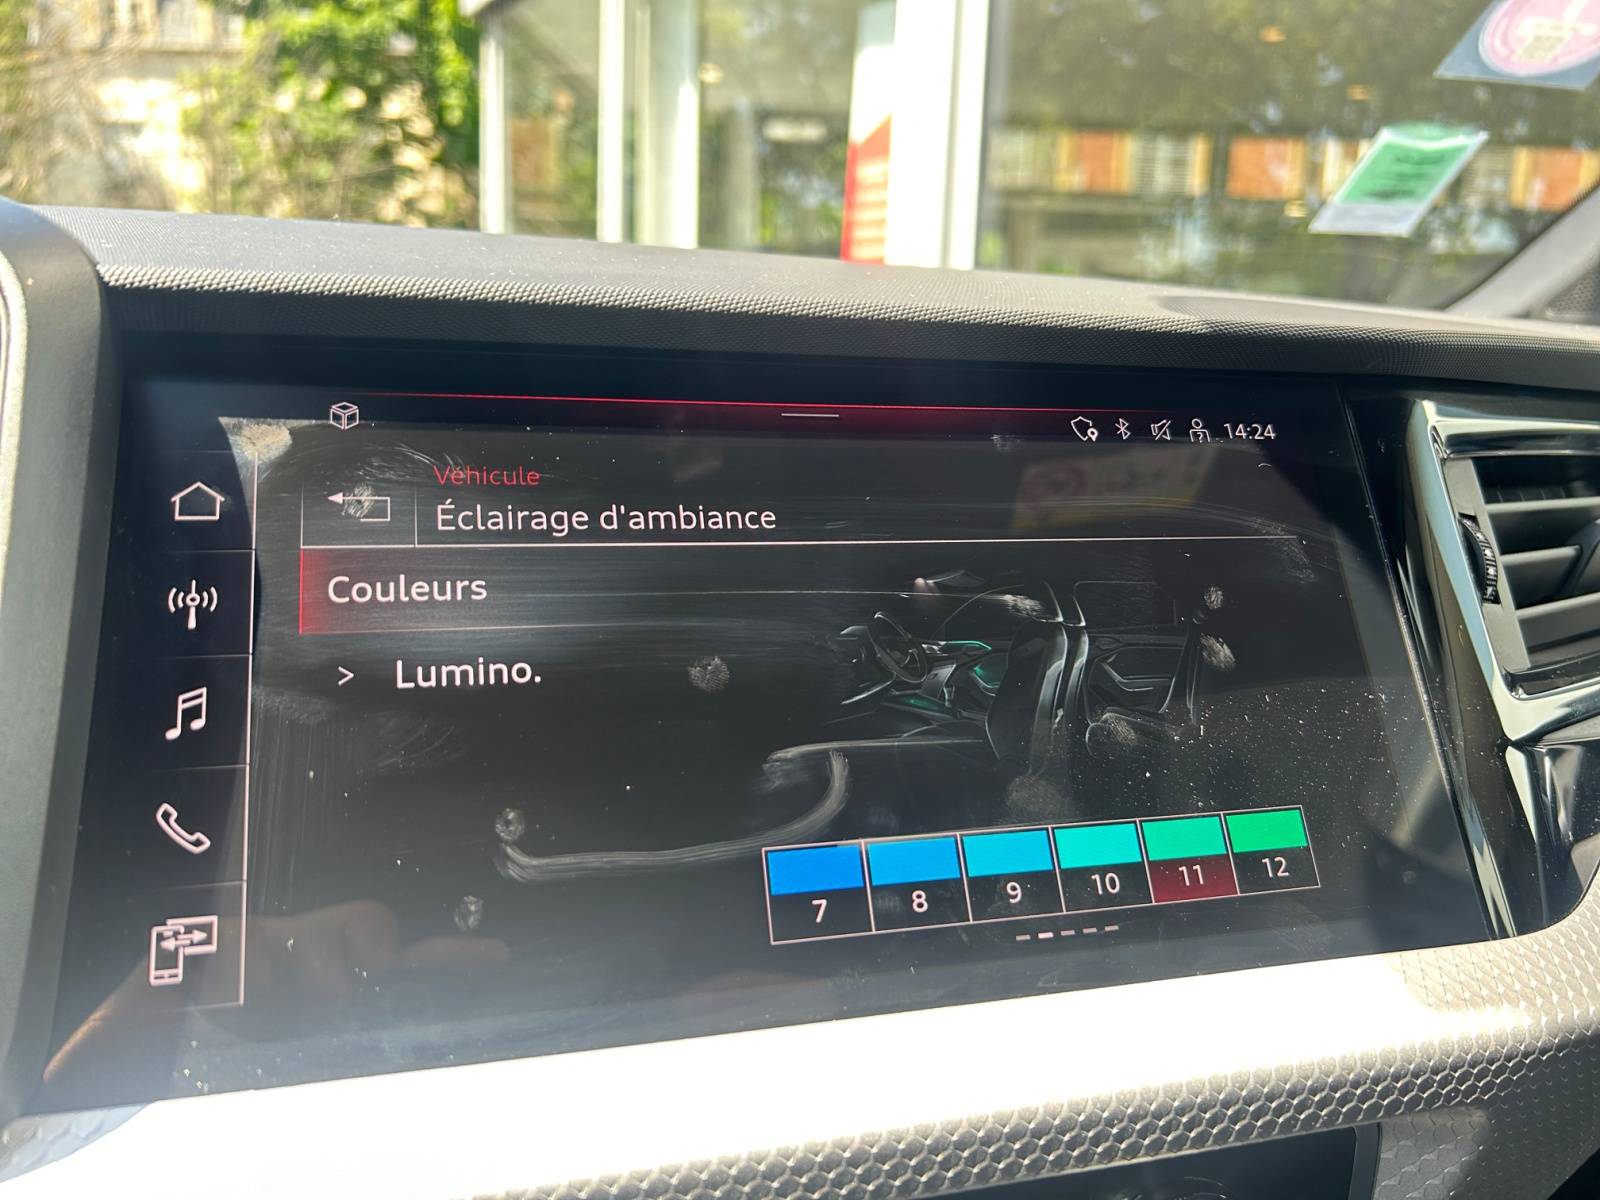 14:24
Véhicule
Éclairage d'ambiance
Couleurs
> Lumino.
7 8 9 10 11 12